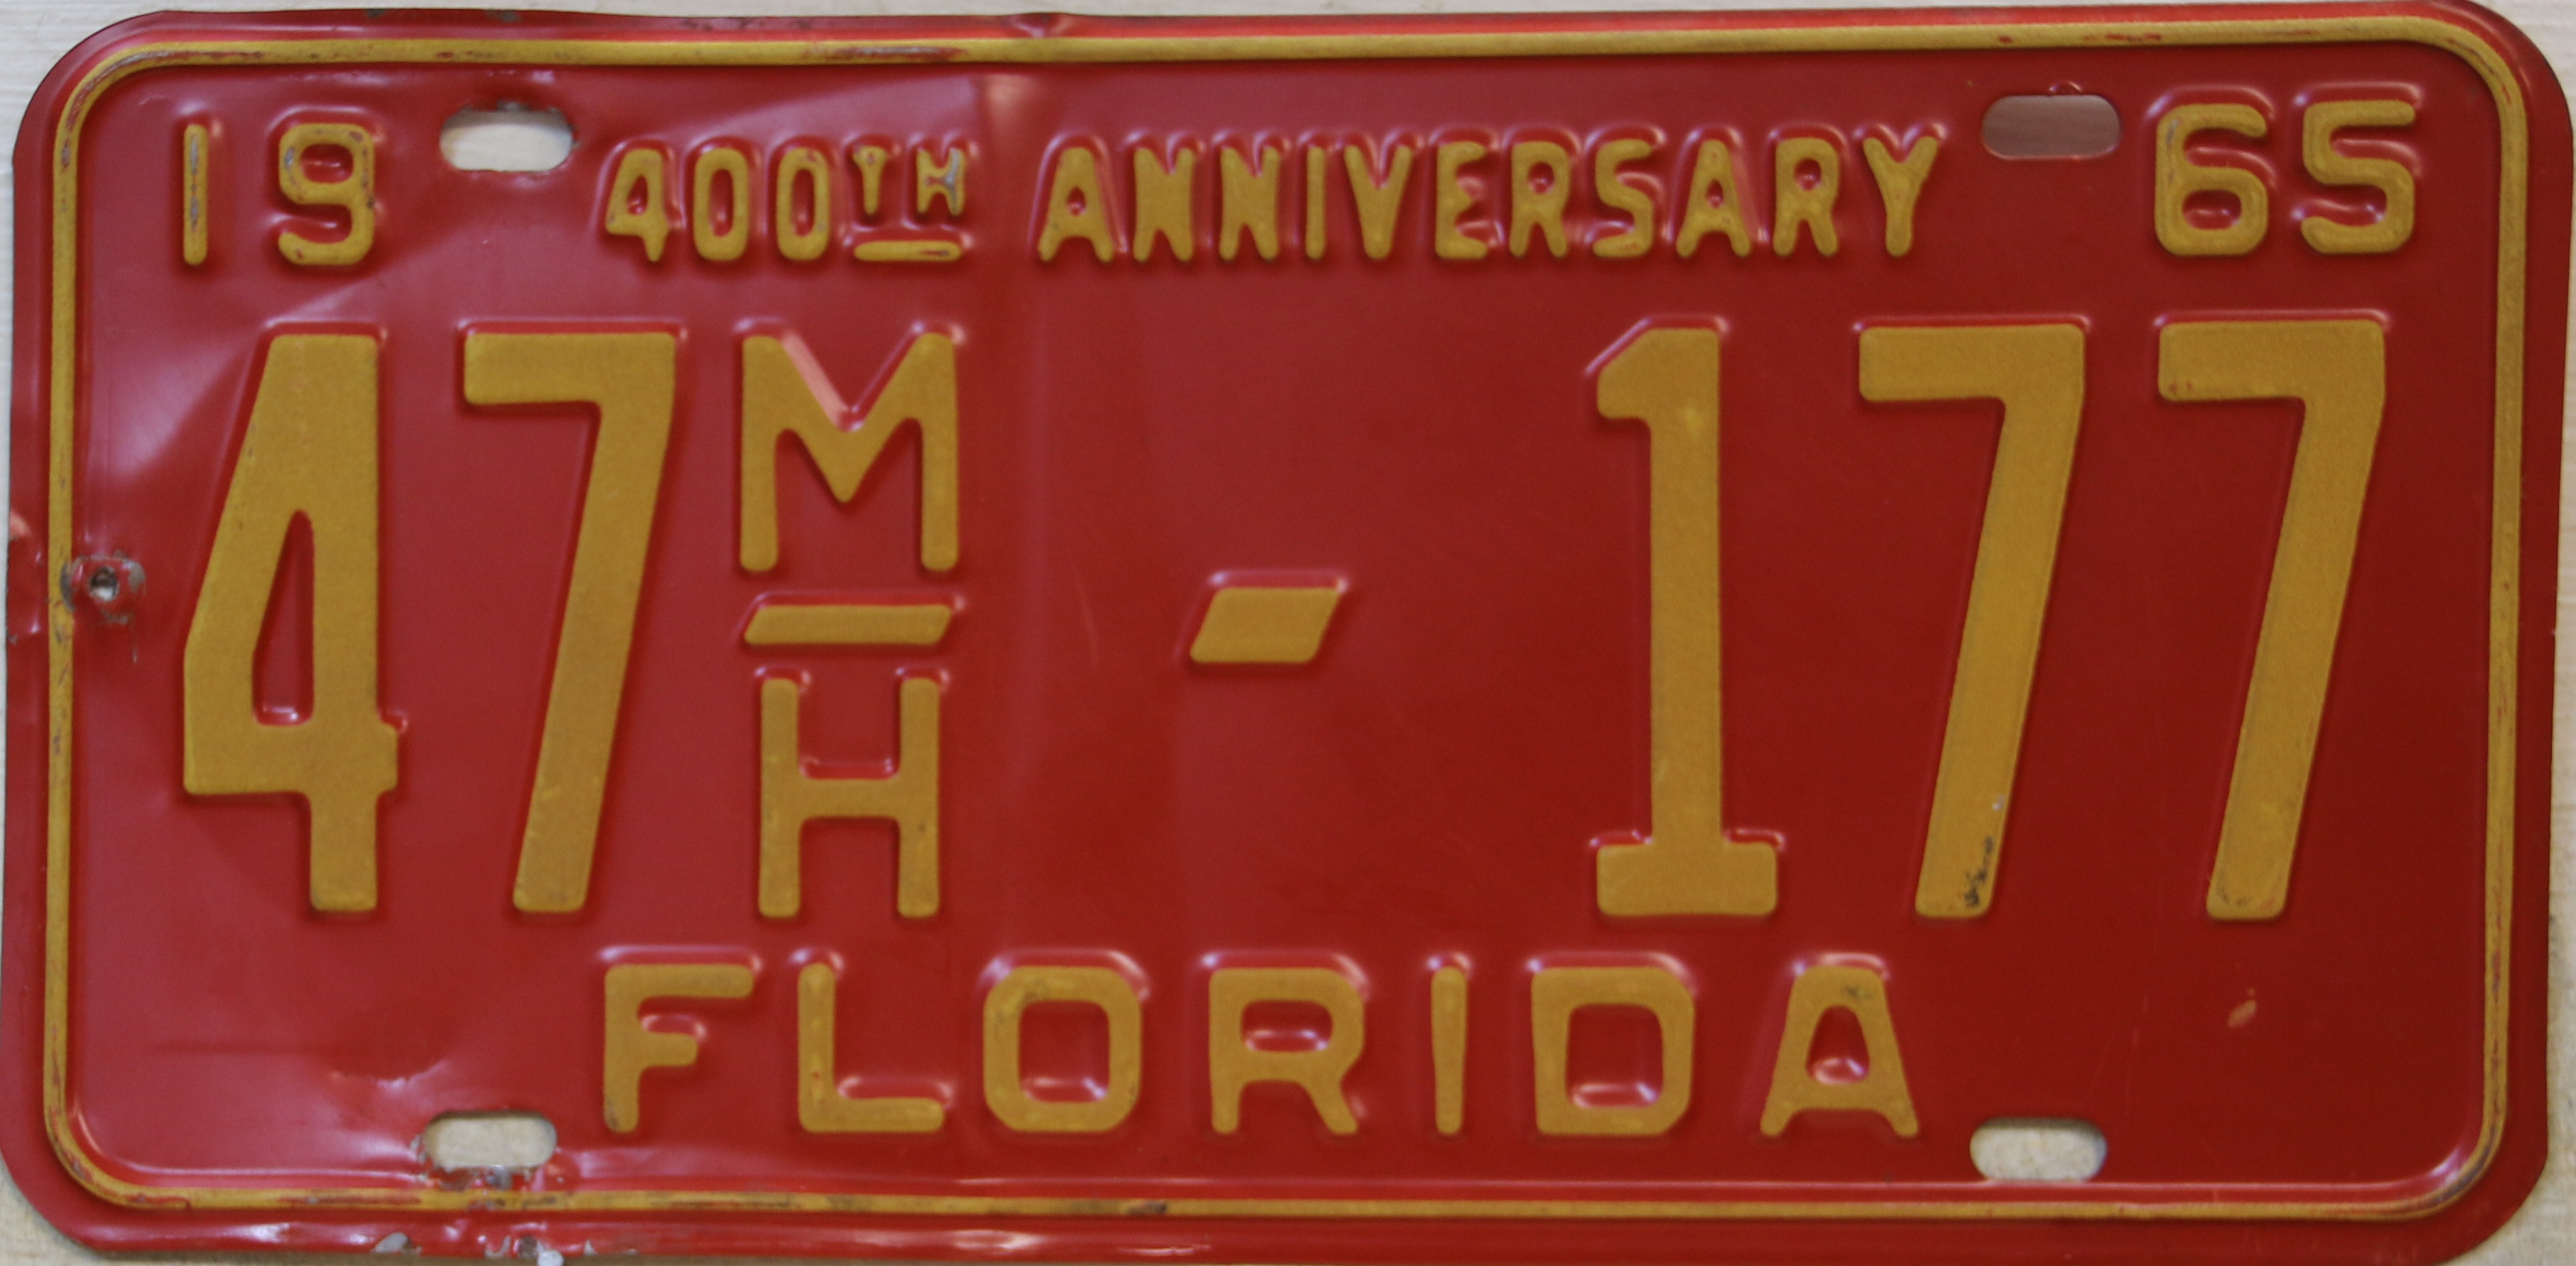 19 400TH ANNIVERSARY 65
47 M/H - 177
FLORIDA